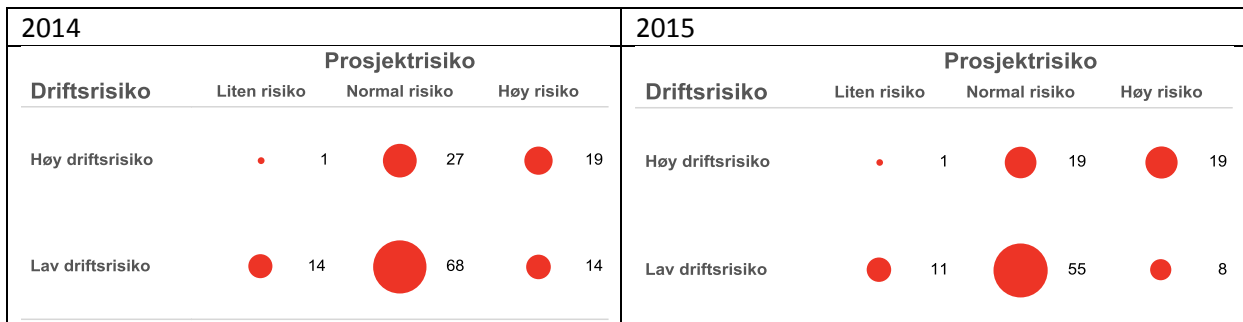 2014
Prosjektrisiko
Driftsrisiko Liten risiko Normal risiko Høy risiko
Høy driftsrisiko 1 27 19
Lav driftsrisiko 14 68 14
2015
Prosjektrisiko
Driftsrisiko Liten risiko Normal risiko Høy risiko
Høy driftsrisiko 1 19 19
Lav driftsrisiko 11 55 8